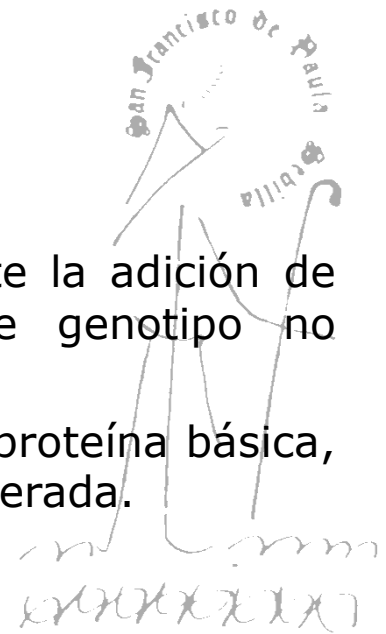 San Francisco de Paula
Sevilla
te la adición de
e genotipo no
proteína básica,
erada.